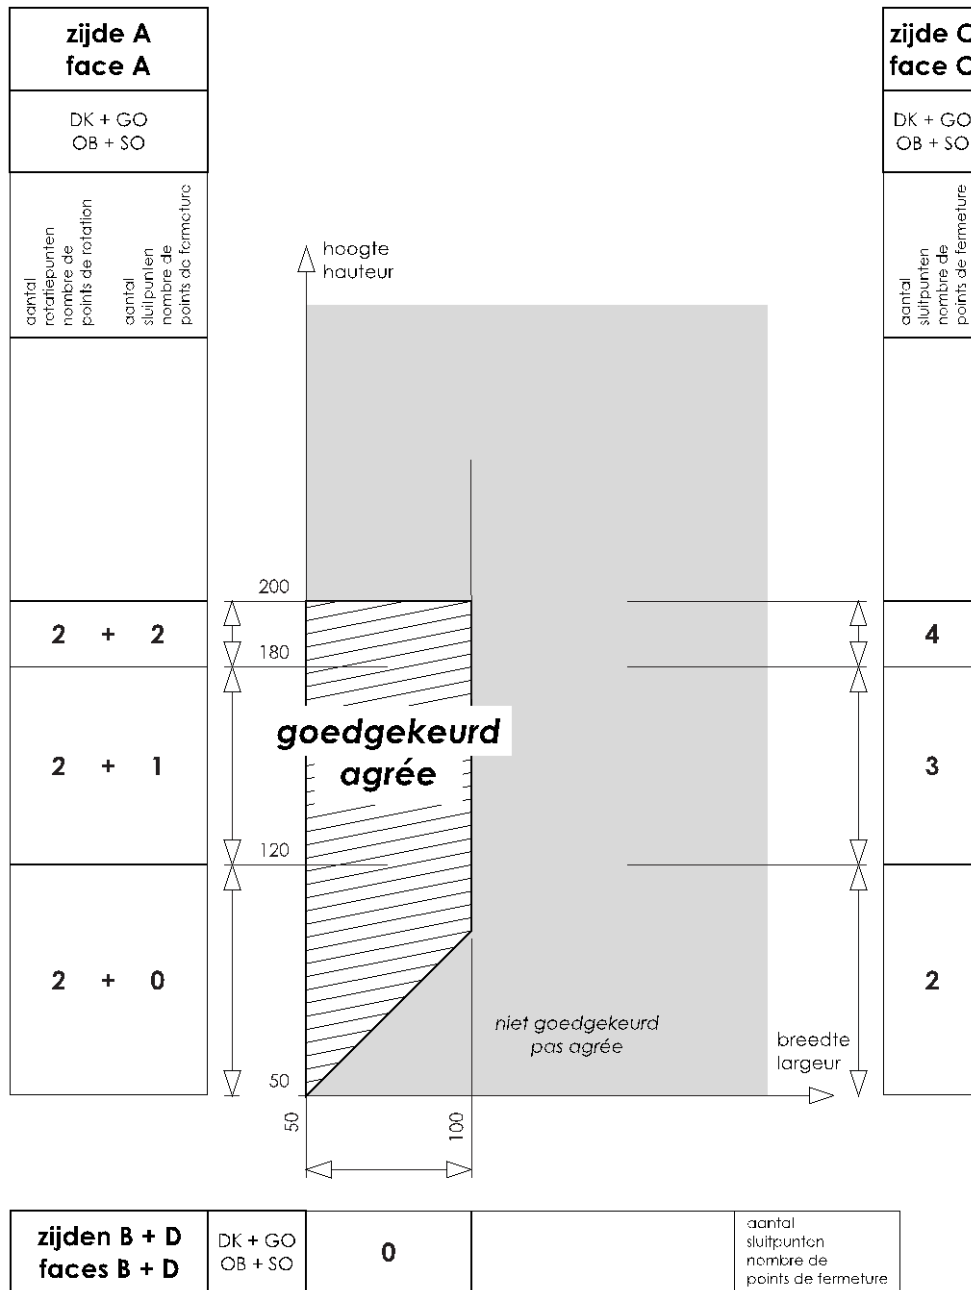 zijde A
face A
DK + GO
OB + SO
aantal
rotatiepunten
nombre de
points de rotation
aantal
sluitpunten
nombre de
points de fermeture
zijde C
face C
DK + GO
OB + SO
aantal
sluitpunten
nombre de
points de fermeture
hoogte
hauteur
200
2 + 2
180
4
goedgekeurd
agrée
2 + 1
3
120
2 + 0
2
niet goedgekeurd
pas agrée
breedte
largeur
50
50
100
zijden B + D
faces B + D
DK + GO
OB + SO
0
aantal
sluitpunten
nombre de
points de fermeture